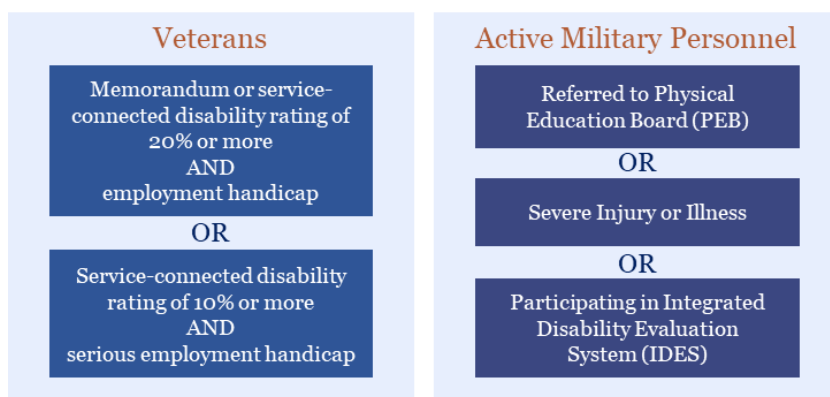 Veterans
Memorandum or service-
connected disability rating of
20% or more
AND
employment handicap
OR
Service-connected disability
rating of 10% or more
AND
serious employment handicap
Active Military Personnel
Referred to Physical
Education Board (PEB)
OR
Severe Injury or Illness
OR
Participating in Integrated
Disability Evaluation
System (IDES)